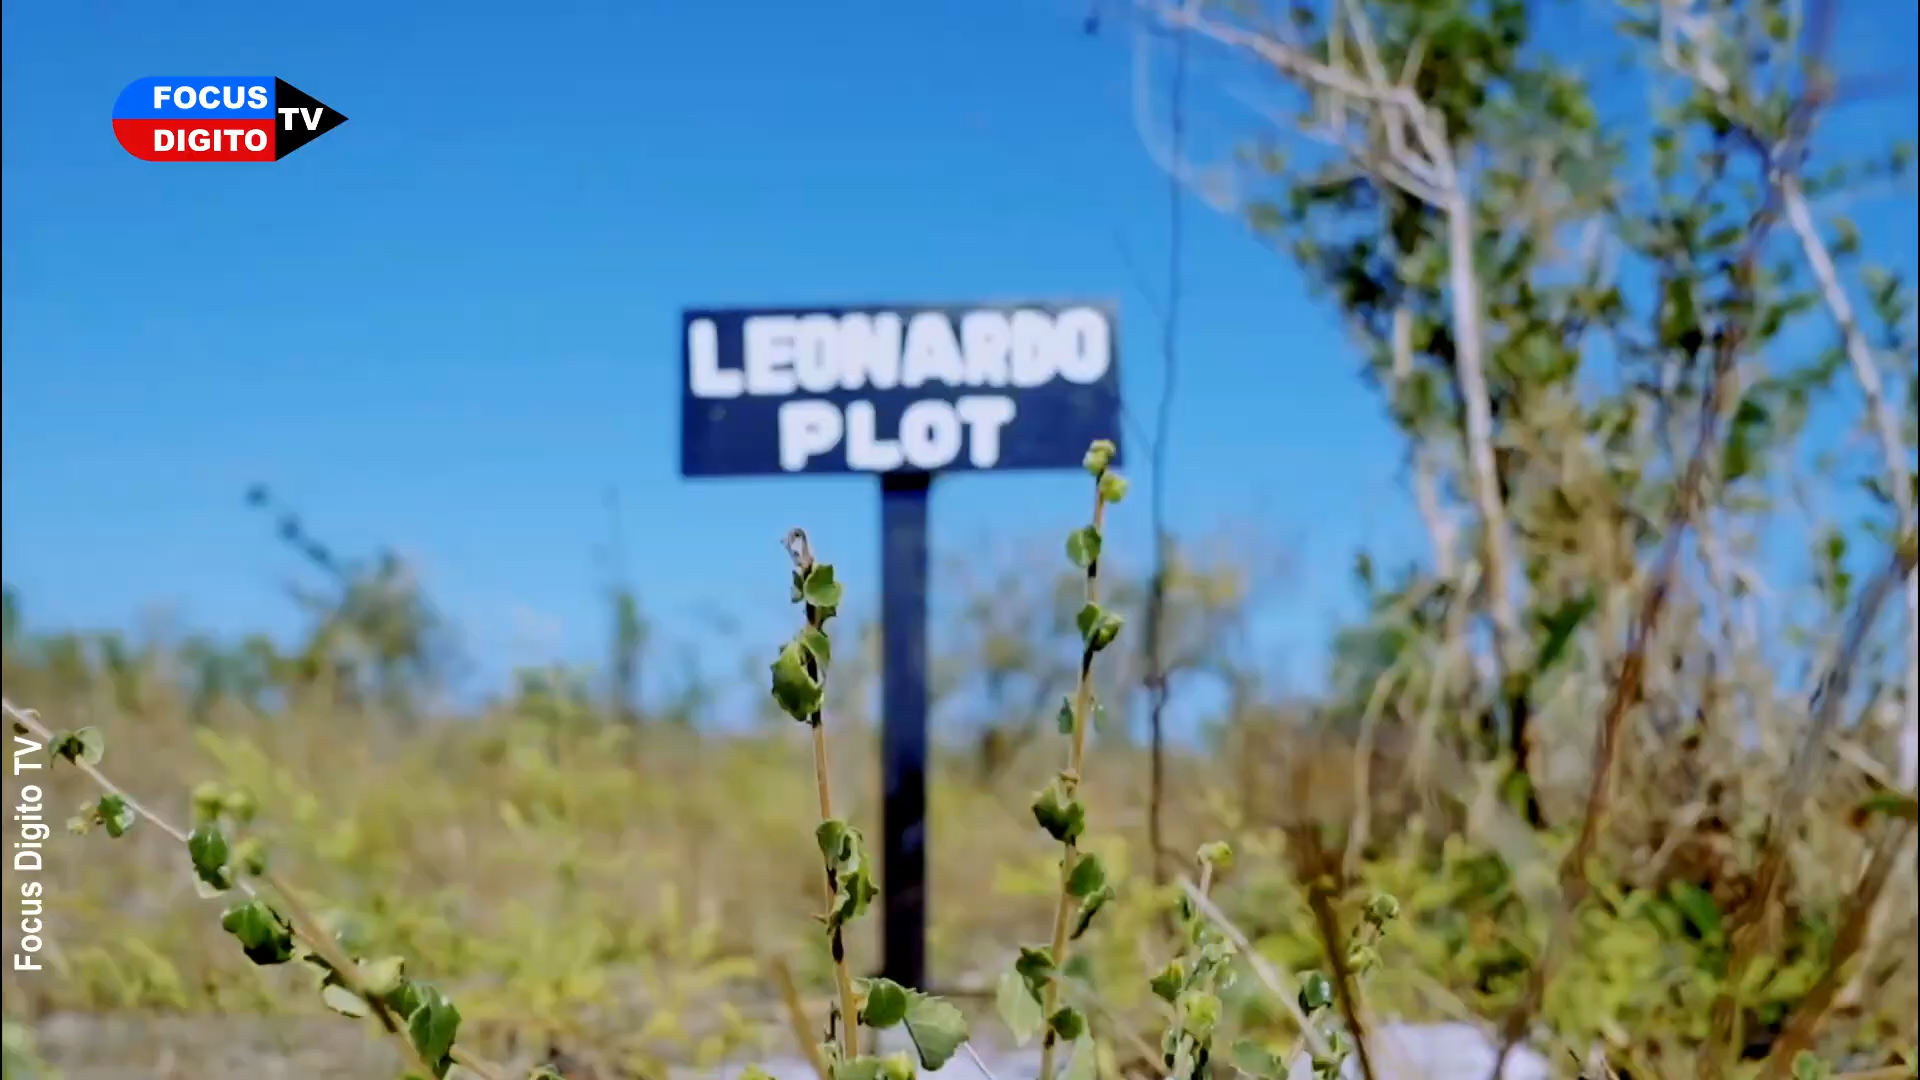 FOCUS
DIGITO
TV
LEONARDO
PLOT
Focus Digito TV